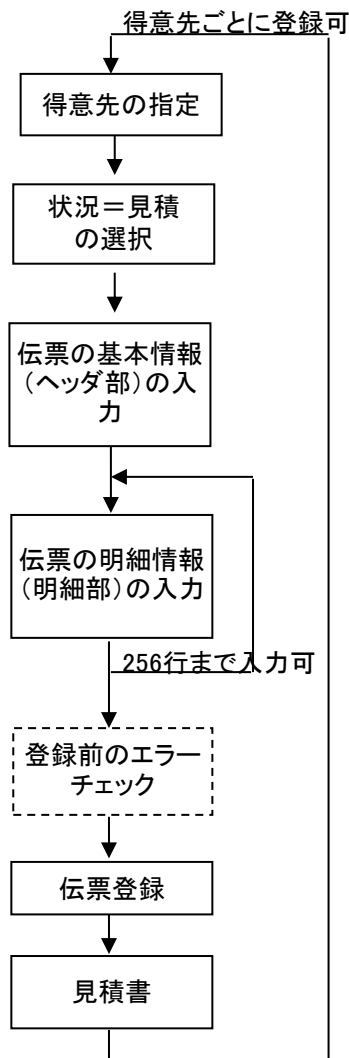 得意先ごとに登録可
得意先の指定
状況＝見積
の選択
伝票の基本情報
（ヘッダ部）の入
力
伝票の明細情報
（明細部）の入力
256行まで入力可
登録前のエラー
チェック
伝票登録
見積書